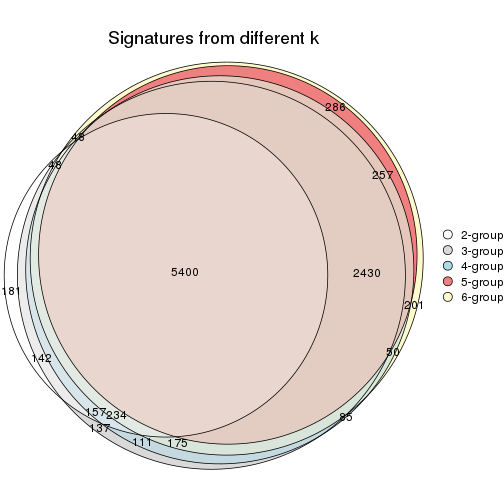 Signatures from different k
286
48
48
257
5400
2430
181
201
50
142
157
234
137
111
175
85
2-group
3-group
4-group
5-group
6-group